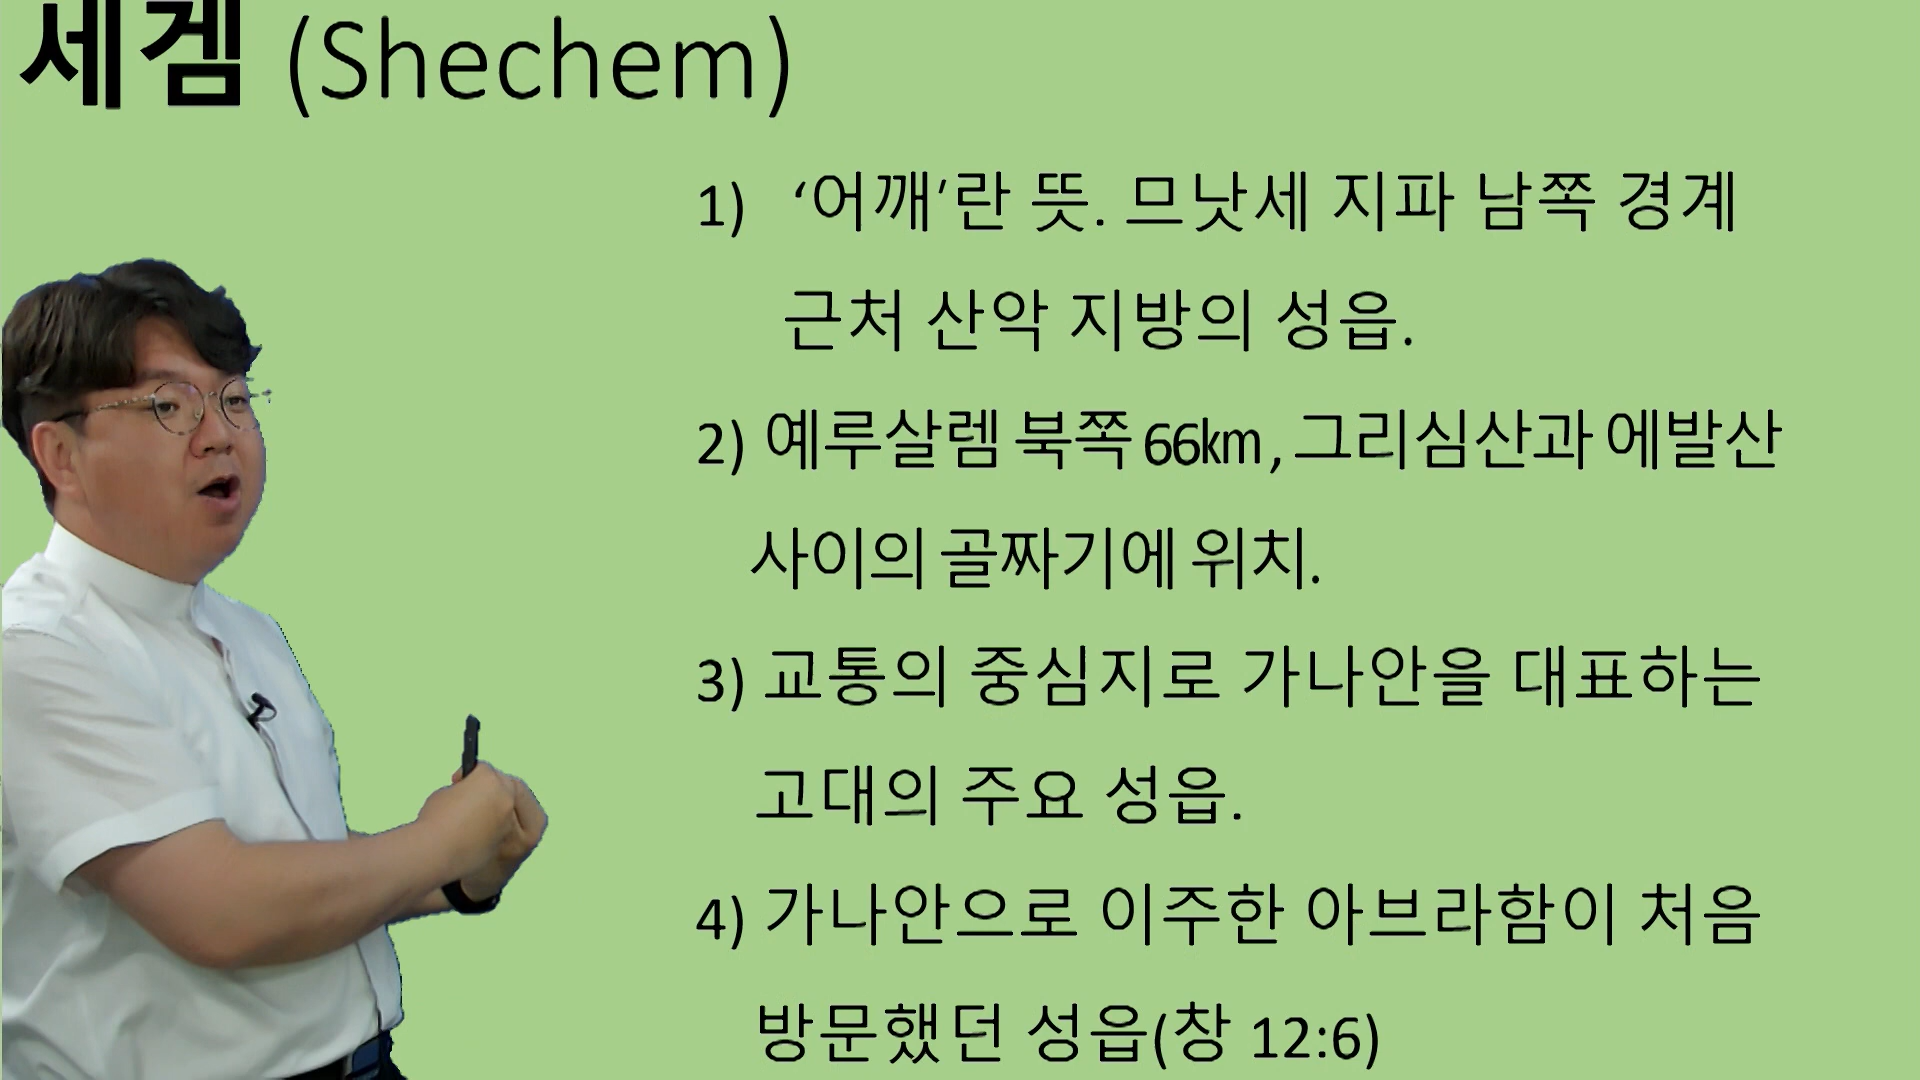 세겜 (Shechem)
1) ‘어깨’란 뜻. 므낫세 지파 남쪽 경계
근처 산악 지방의 성읍.
2) 예루살렘 북쪽 66㎞, 그리심산과 에발산
사이의 골짜기에 위치.
3) 교통의 중심지로 가나안을 대표하는
고대의 주요 성읍.
4) 가나안으로 이주한 아브라함이 처음
방문했던 성읍(창 12:6)